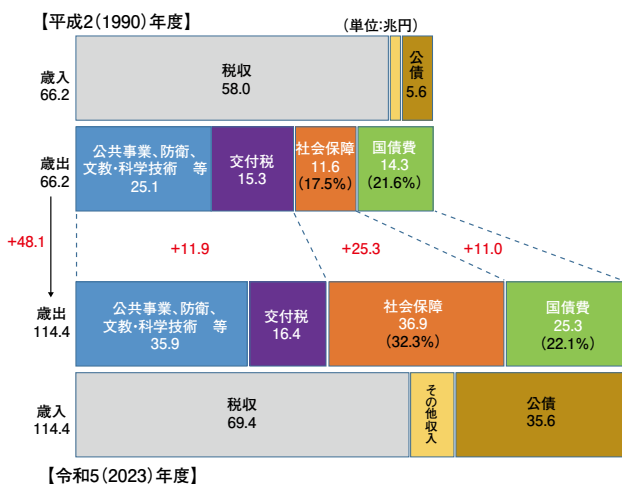 【平成2(1990)年度】
(単位:兆円)
歳入
66.2
税収
58.0
公債
5.6
歳出
66.2
公共事業、防衛、
文教・科学技術 等
25.1
交付税
15.3
社会保障
11.6
(17.5%)
国債費
14.3
(21.6%)
+48.1
+11.9
+25.3
+11.0
歳出
114.4
公共事業、防衛、
文教・科学技術 等
35.9
交付税
16.4
社会保障
36.9
(32.3%)
国債費
25.3
(22.1%)
歳入
114.4
税収
69.4
その他
収入
公債
35.6
【令和5(2023)年度】